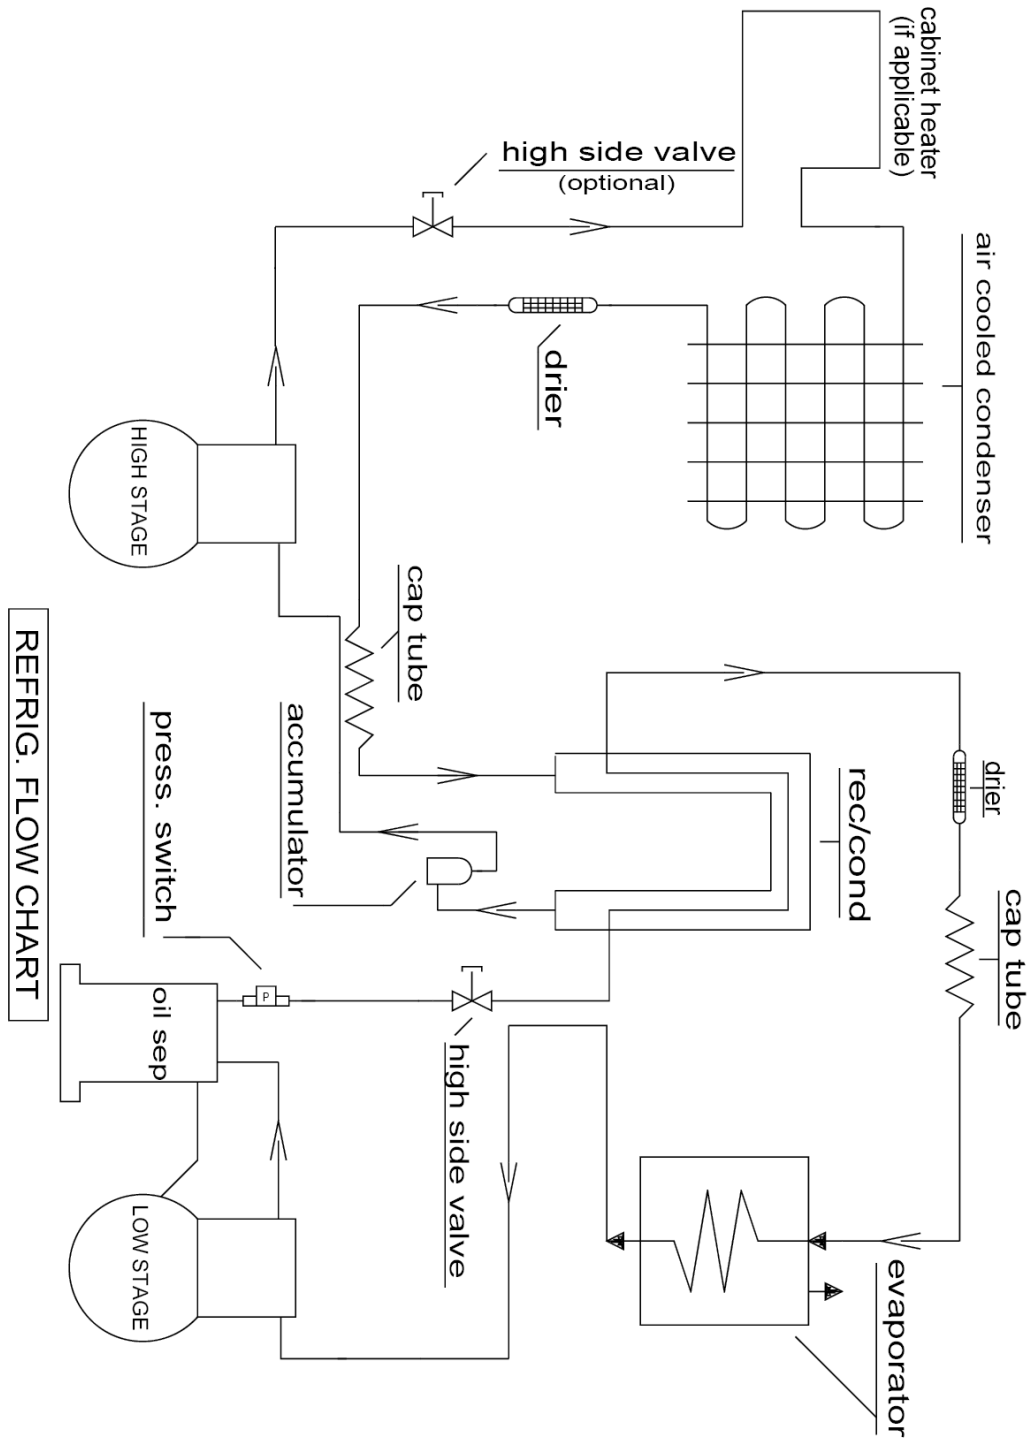 cabinet heater
(if applicable)
high side valve
(optional)
air cooled condenser
drier
HIGH STAGE
cap tube
accumulator
press. switch
rec/cond
drier
cap tube
REFRIG. FLOW CHART
oil sep
P
high side valve
LOW STAGE
evaporator